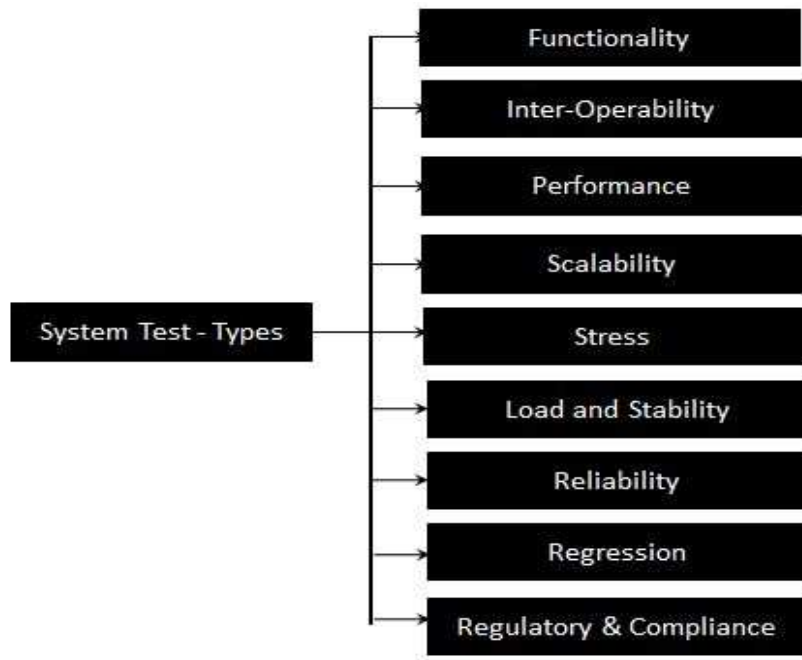 Functionality
Inter-Operability
Performance
Scalability
System Test - Types
Stress
Load and Stability
Reliability
Regression
Regulatory & Compliance